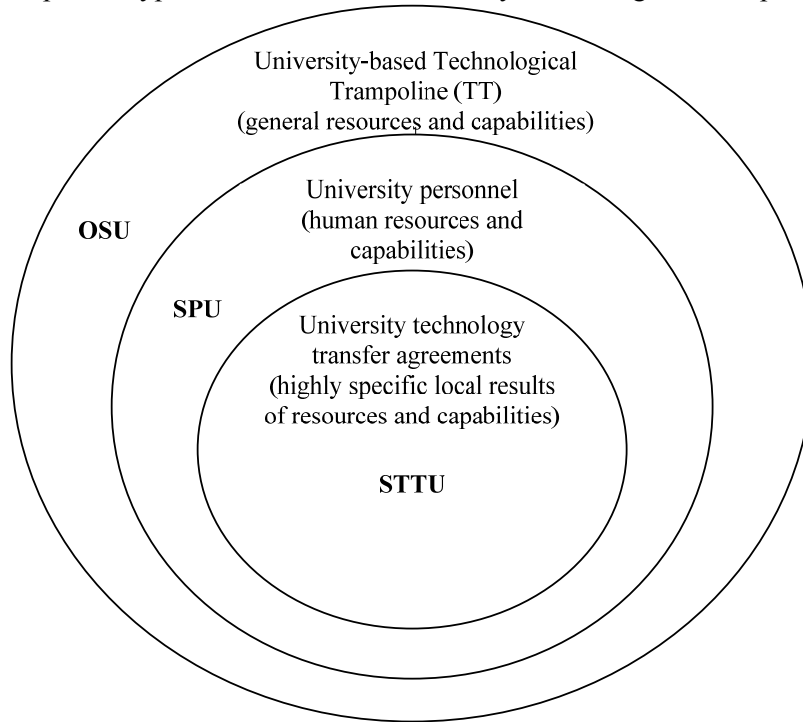 University-based Technological
Trampoline (TT)
(general resources and capabilities)
University personnel
(human resources and
capabilities)
OSU
SPU
University technology
transfer agreements
(highly specific local results
of resources and capabilities)
STTU